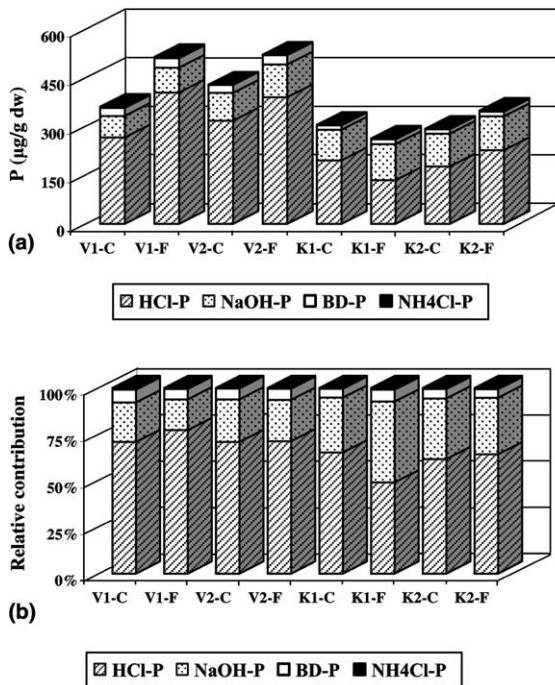 600
450
300
150
0
P (µg/g dw)
V1-C V1-F V2-C V2-F K1-C K1-F K2-C K2-F
(a)
HCl-P NaOH-P BD-P NH4Cl-P
100%
75%
50%
25%
0%
Relative contribution
V1-C V1-F V2-C V2-F K1-C K1-F K2-C K2-F
(b)
HCl-P NaOH-P BD-P NH4Cl-P